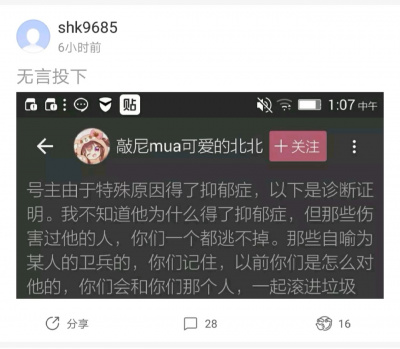 shk9685
6小时前
无言投下
贴
1:07 中午
敲尼mua可爱的北北
+关注
号主由于特殊原因得了抑郁症，以下是诊断证
明。我不知道他为什么得了抑郁症，但那些伤
害过他的人，你们一个都逃不掉。那些自喻为
某人的卫兵的，你们记住，以前你们是怎么对
他的，你们会和你们那个人，一起滚进垃圾
分享
28
16